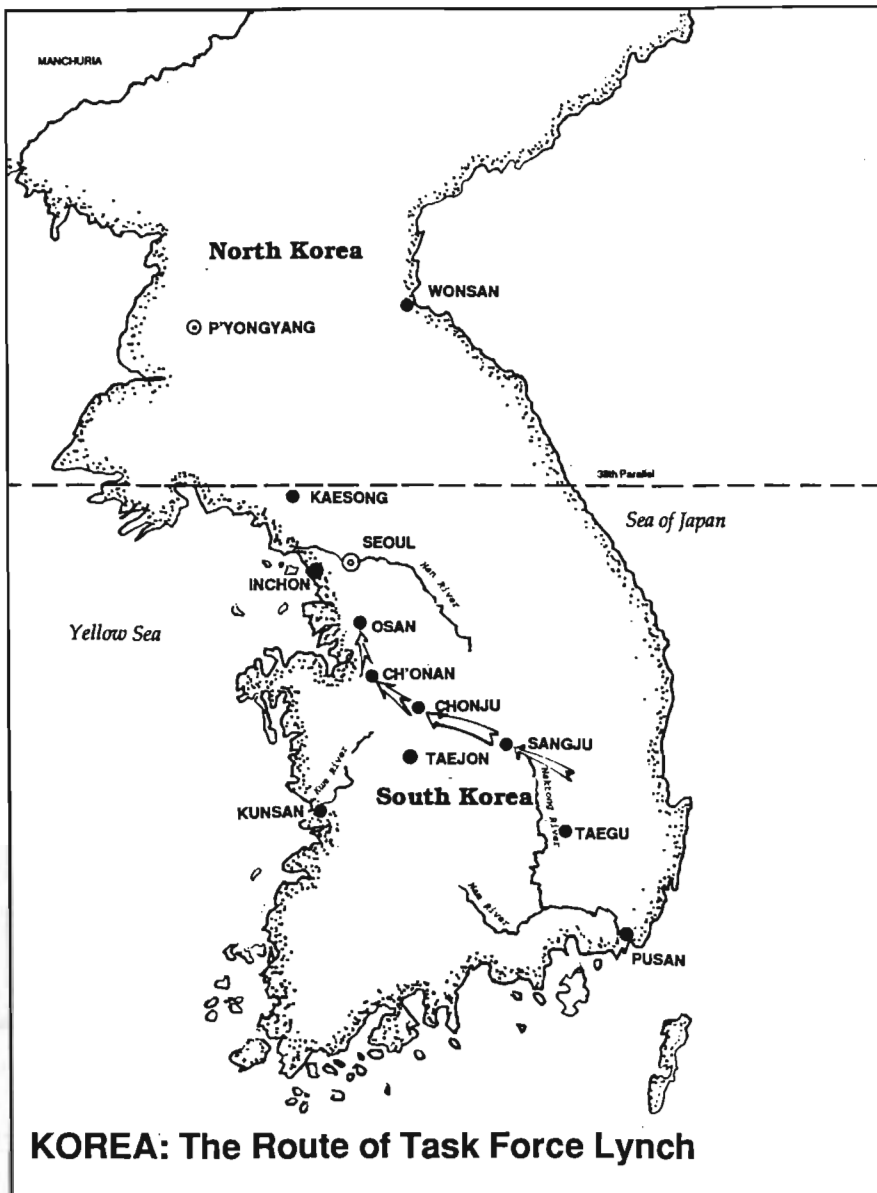 MANCHURIA
North Korea
WONSAN
P'YONGYANG
38th Parallel
KAESONG
Sea of Japan
SEOUL
Han River
INCHON
OSAN
Yellow Sea
CH'ONAN
CHONJU
SANGJU
TAEJON
Kum River
South Korea
Naktong River
KUNSAN
TAEGU
Nam River
PUSAN
KOREA: The Route of Task Force Lynch